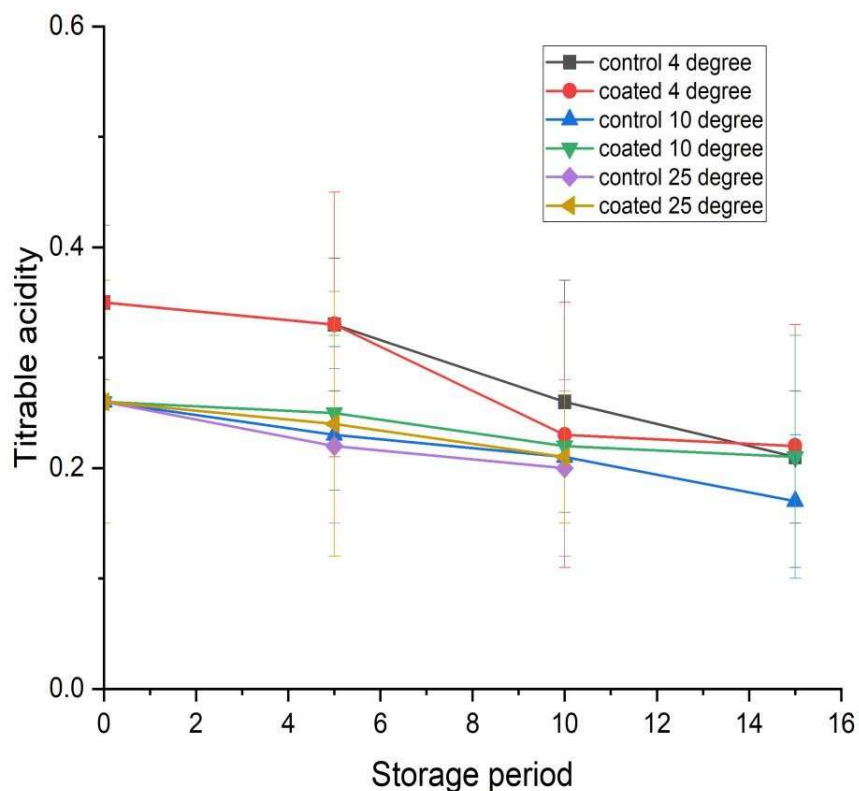 0.6
0.4
0.2
0.0
Titrable acidity
control 4 degree
coated 4 degree
control 10 degree
coated 10 degree
control 25 degree
coated 25 degree
0 2 4 6 8 10 12 14 16
Storage period